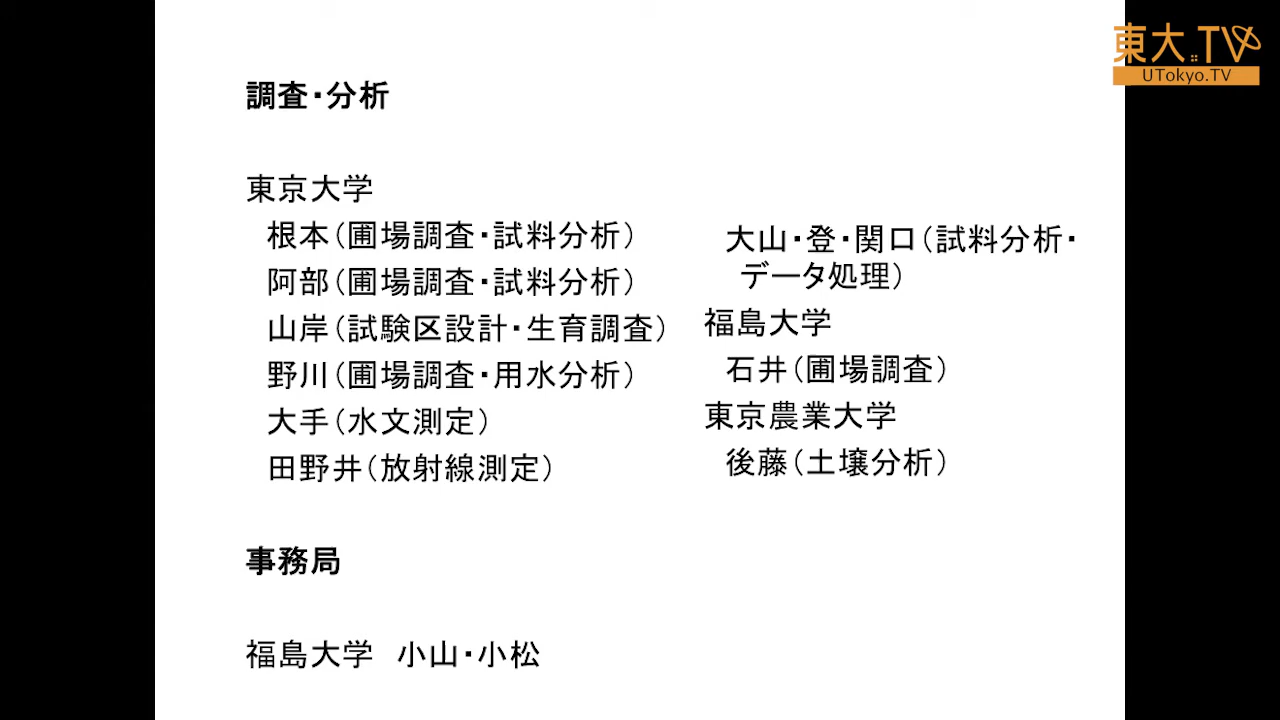 東大TV
UTokyo.TV
調査・分析
東京大学
根本（圃場調査・試料分析）
阿部（圃場調査・試料分析）
山岸（試験区設計・生育調査）
野川（圃場調査・用水分析）
大手（水文測定）
田野井（放射線測定）
大山・登・関口（試料分析・
データ処理）
福島大学
石井（圃場調査）
東京農業大学
後藤（土壌分析）
事務局
福島大学　小山・小松